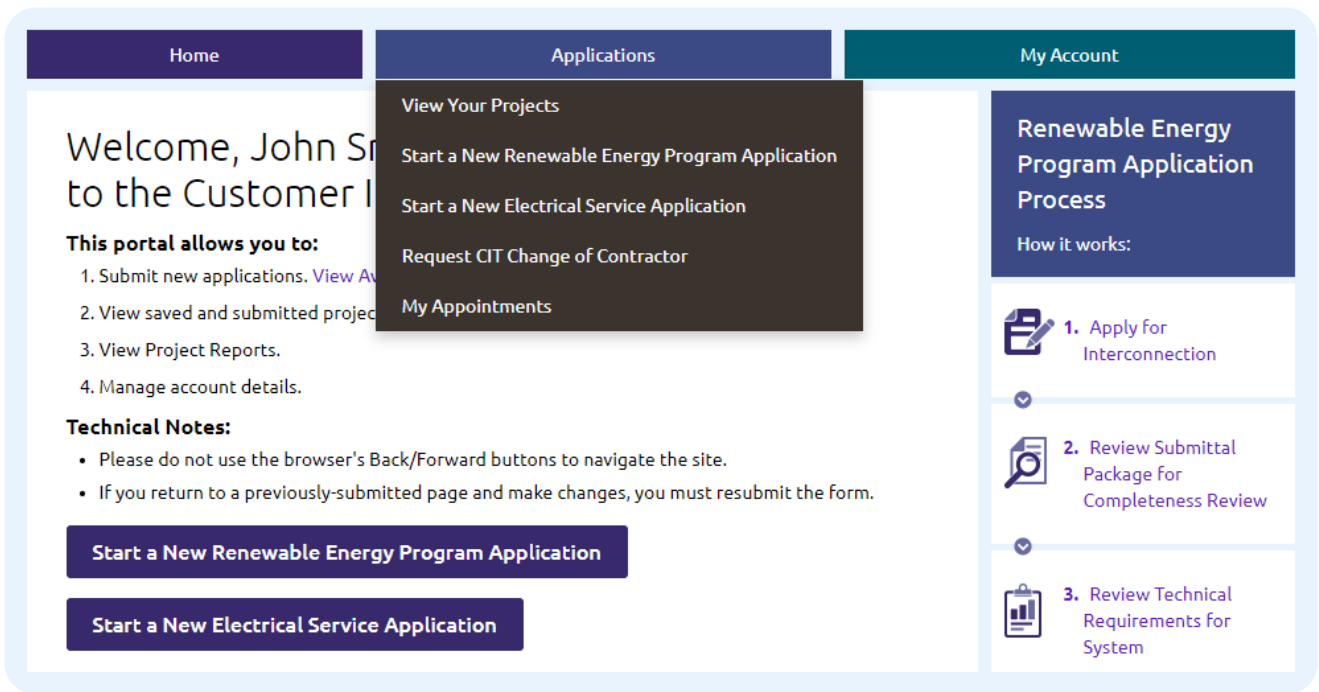 Home
Applications
My Account
View Your Projects
Start a New Renewable Energy Program Application
Start a New Electrical Service Application
Request CIT Change of Contractor
My Appointments
Welcome, John
to the Customer
This portal allows you to:
1. Submit new applications. View
2. View saved and submitted
3. View Project Reports.
4. Manage account details.
Technical Notes:
• Please do not use the browser's Back/Forward buttons to navigate the site.
• If you return to a previously-submitted page and make changes, you must resubmit the form.
Start a New Renewable Energy Program Application
Start a New Electrical Service Application
Renewable Energy
Program Application
Process
How it works:
1. Apply for
Interconnection
2. Review Submittal
Package for
Completeness Review
3. Review Technical
Requirements for
System